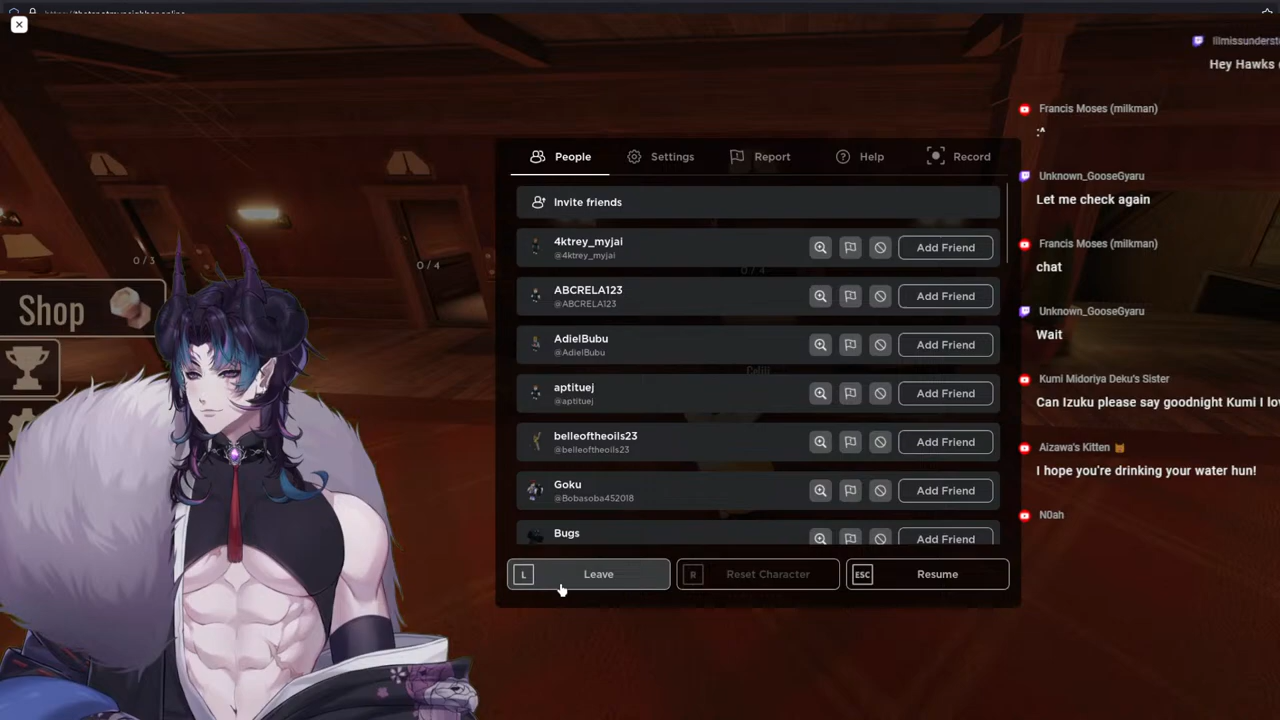 People
Settings
Report
Help
Record
Invite friends
4ktrey_myjai
@4ktrey_myjai
Add Friend
ABCRELA123
@ABCRELA123
Add Friend
AdielBubu
@AdielBubu
Add Friend
aptituej
@aptituej
Add Friend
belleoftheoils23
@belleoftheoils23
Add Friend
Goku
@Bobasoba452018
Add Friend
Bugs
Add Friend
L
Leave
R
Reset Character
ESC
Resume
0 / 3
0 / 4
0 / 4
Shop
Hey Hawks
Francis Moses (milkman)
:^
Unknown_GooseGyaru
Let me check again
Francis Moses (milkman)
chat
Unknown_GooseGyaru
Wait
Kumi Midoriya Deku's Sister
Can Izuku please say goodnight Kumi I
Aizawa's Kitten
I hope you're drinking your water hun!
N0ah